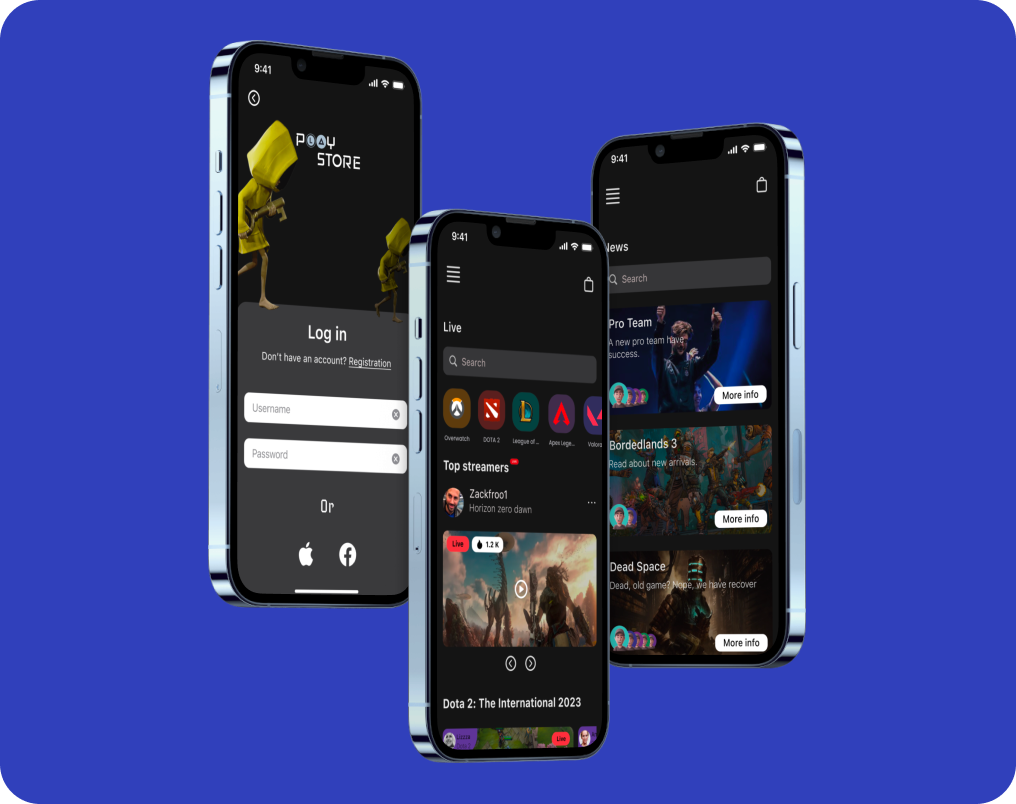 9:41
PLAY
STORE
Log in
Don't have an account? Registration
Username
Password
Or
9:41
Live
Search
Overwatch
DOTA 2
League of ...
Apex Lege...
Valora
Top streamers
Live
Zackfroo1
Horizon zero dawn
...
Live
1.2 K
Dota 2: The International 2023
Live
9:41
News
Search
Pro Team
A new pro team have
success.
More info
Bordedlands 3
Read about new arrivals.
More info
Dead Space
Dead, old game? Nope, we have recover
More info